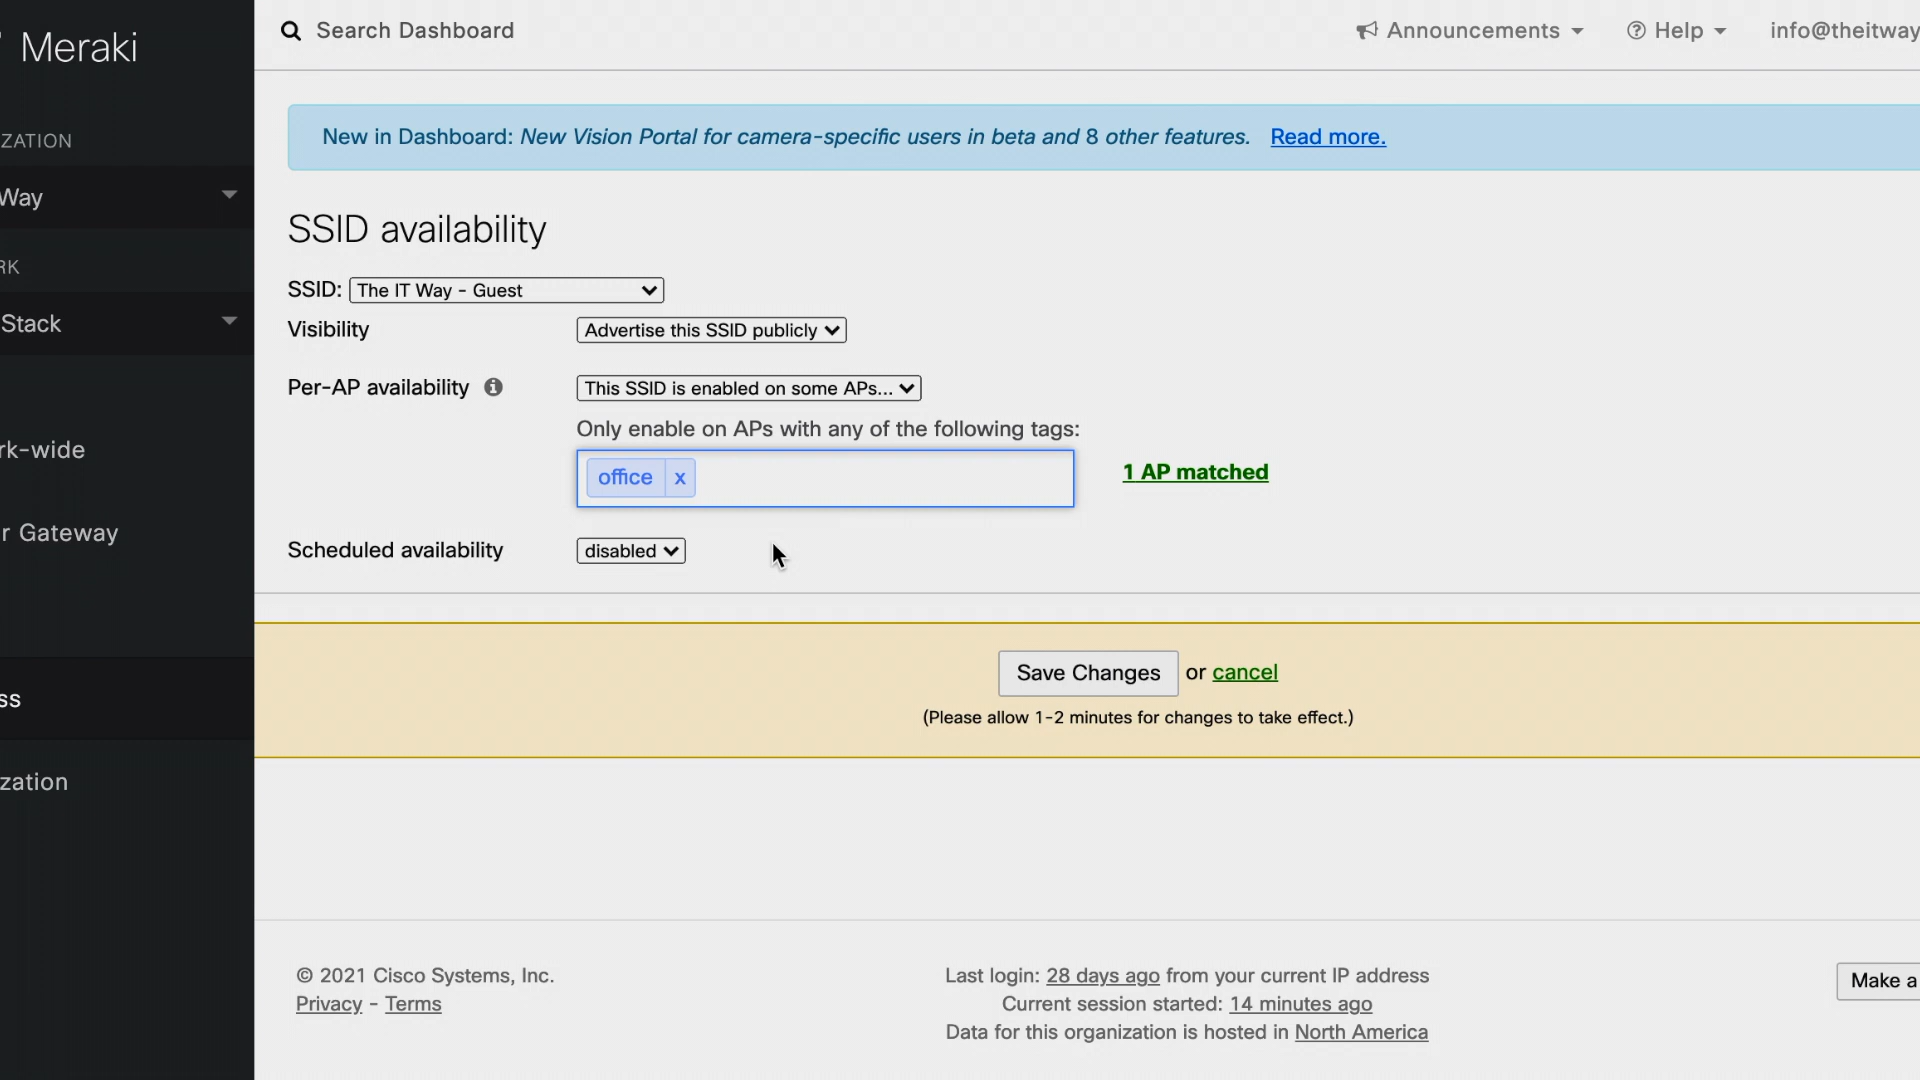 Meraki
Search Dashboard
Announcements
Help
info@theitway
New in Dashboard: New Vision Portal for camera-specific users in beta and 8 other features. Read more.
ZATION
Way
RK
Stack
rk-wide
r Gateway
ss
zation
SSID availability
SSID: The IT Way - Guest
Visibility Advertise this SSID publicly
Per-AP availability This SSID is enabled on some APs...
Only enable on APs with any of the following tags:
office x
1 AP matched
Scheduled availability disabled
Save Changes or cancel
(Please allow 1-2 minutes for changes to take effect.)
© 2021 Cisco Systems, Inc.
Privacy - Terms
Last login: 28 days ago from your current IP address
Current session started: 14 minutes ago
Data for this organization is hosted in North America
Make a